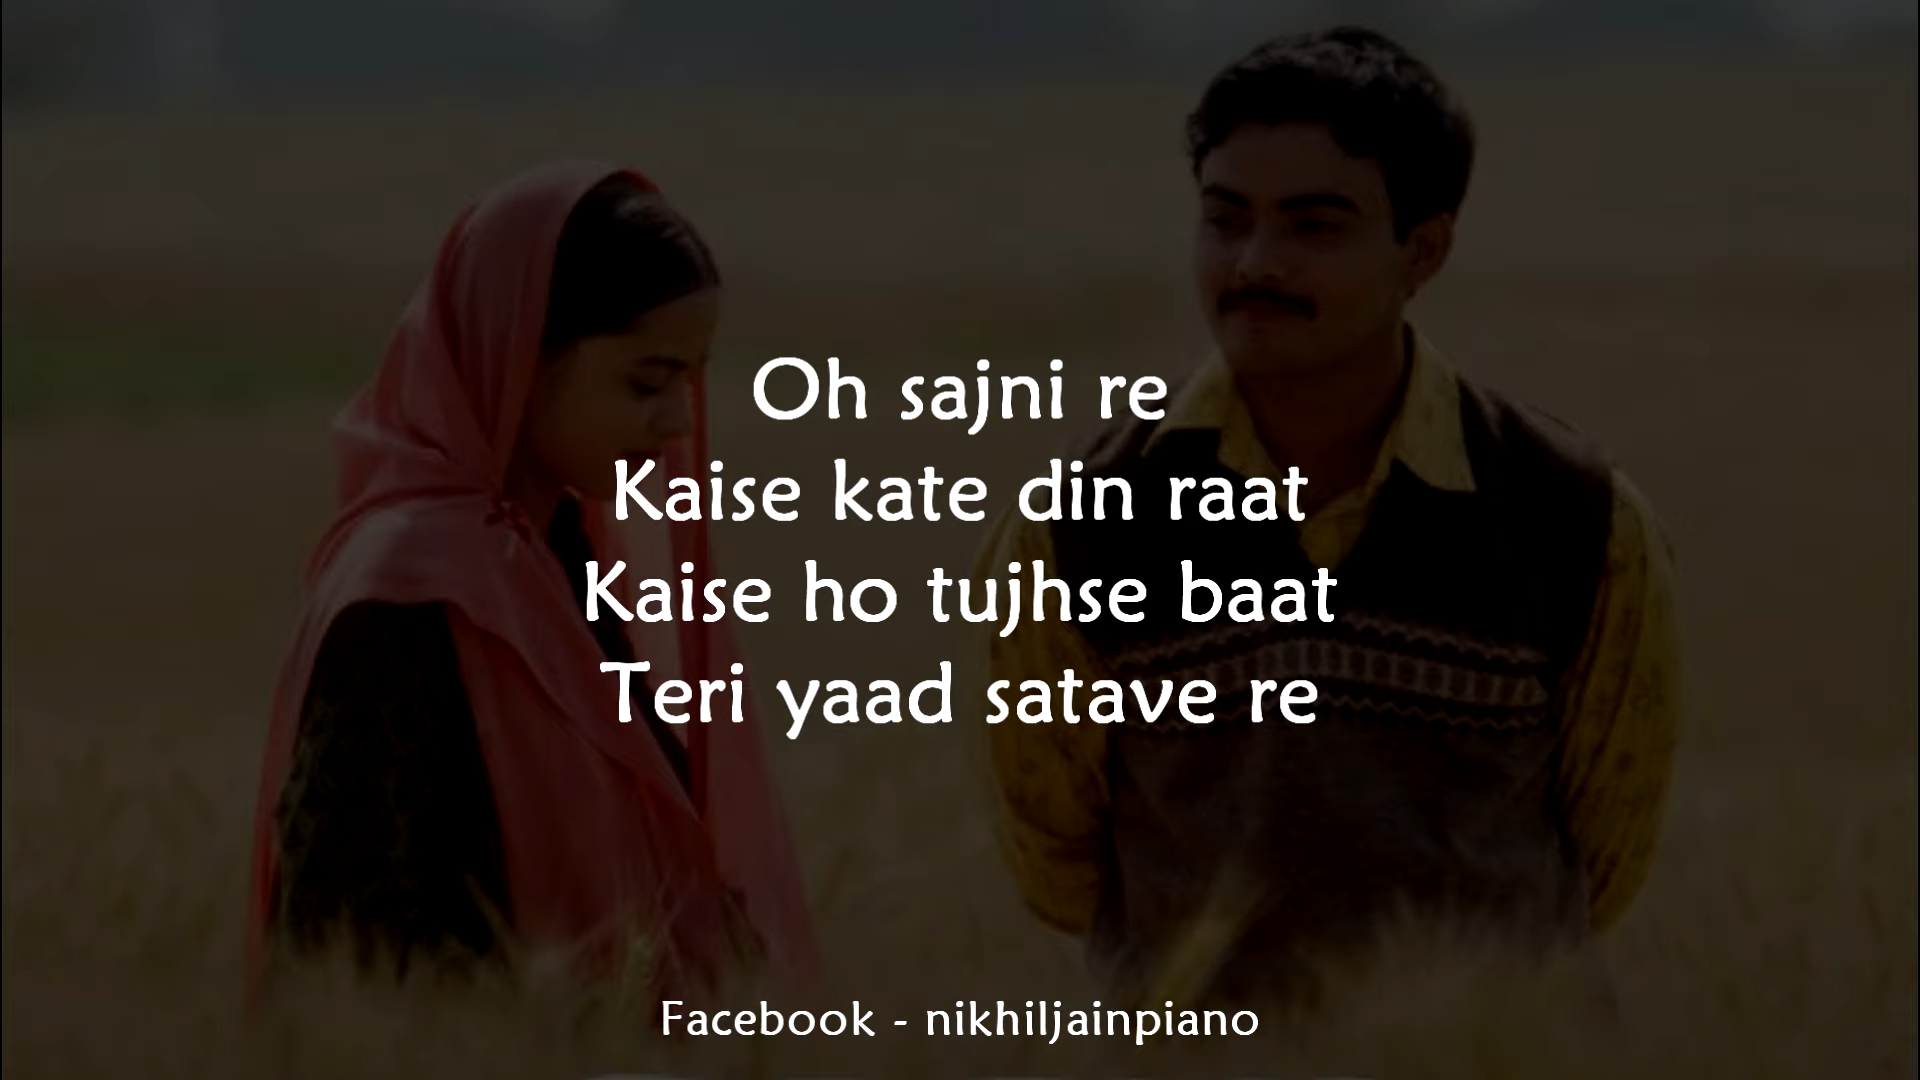 Oh sajni re
Kaise kate din raat
Kaise ho tujhse baat
Teri yaad satave re
Facebook - nikhiljainpiano